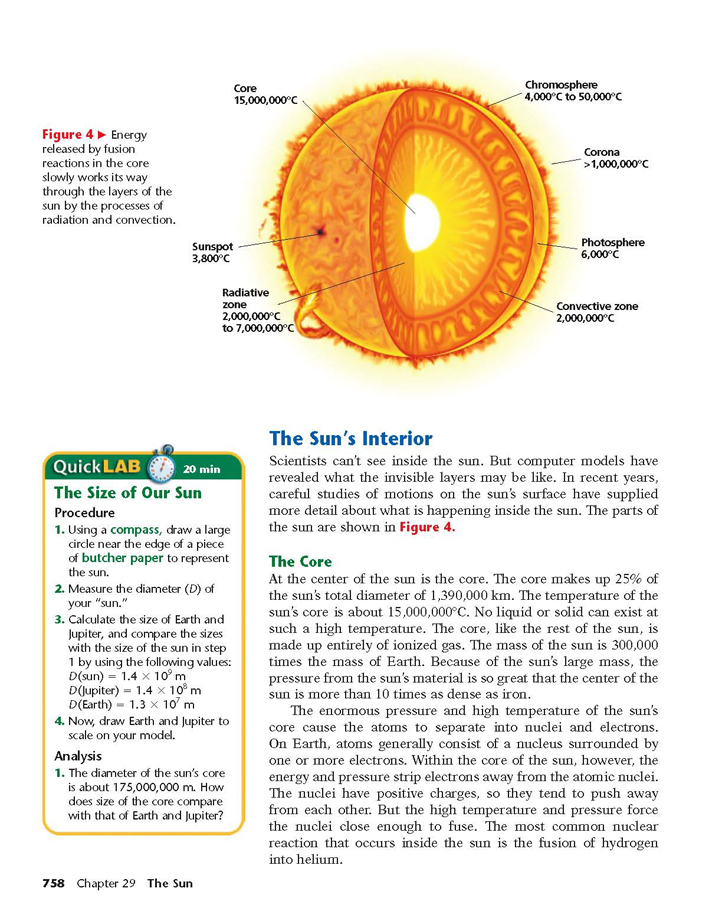 Core
15,000,000°C
Chromosphere
4,000°C to 50,000°C
Figure 4 ► Energy
released by fusion
reactions in the core
slowly works its way
through the layers of the
sun by the processes of
radiation and convection.
Corona
>1,000,000°C
Sunspot
3,800°C
Photosphere
6,000°C
Radiative
zone
2,000,000°C
to 7,000,000°C
Convective zone
2,000,000°C
QuickLAB 20 min
The Size of Our Sun
Procedure
1. Using a compass, draw a large
circle near the edge of a piece
of butcher paper to represent
the sun.
2. Measure the diameter (D) of
your "sun."
3. Calculate the size of Earth and
Jupiter, and compare the sizes
with the size of the sun in step
1 by using the following values:
D(sun) = 1.4 × 10⁹ m
D(Jupiter) = 1.4 × 10⁸ m
D(Earth) = 1.3 × 10⁷ m
4. Now, draw Earth and Jupiter to
scale on your model.
Analysis
1. The diameter of the sun's core
is about 175,000,000 m. How
does size of the core compare
with that of Earth and Jupiter?
The Sun's Interior
Scientists can't see inside the sun. But computer models have
revealed what the invisible layers may be like. In recent years,
careful studies of motions on the sun's surface have supplied
more detail about what is happening inside the sun. The parts of
the sun are shown in Figure 4.
The Core
At the center of the sun is the core. The core makes up 25% of
the sun's total diameter of 1,390,000 km. The temperature of the
sun's core is about 15,000,000°C. No liquid or solid can exist at
such a high temperature. The core, like the rest of the sun, is
made up entirely of ionized gas. The mass of the sun is 300,000
times the mass of Earth. Because of the sun's large mass, the
pressure from the sun's material is so great that the center of the
sun is more than 10 times as dense as iron.
The enormous pressure and high temperature of the sun's
core cause the atoms to separate into nuclei and electrons.
On Earth, atoms generally consist of a nucleus surrounded by
one or more electrons. Within the core of the sun, however, the
energy and pressure strip electrons away from the atomic nuclei.
The nuclei have positive charges, so they tend to push away
from each other. But the high temperature and pressure force
the nuclei close enough to fuse. The most common nuclear
reaction that occurs inside the sun is the fusion of hydrogen
into helium.
758 Chapter 29 The Sun